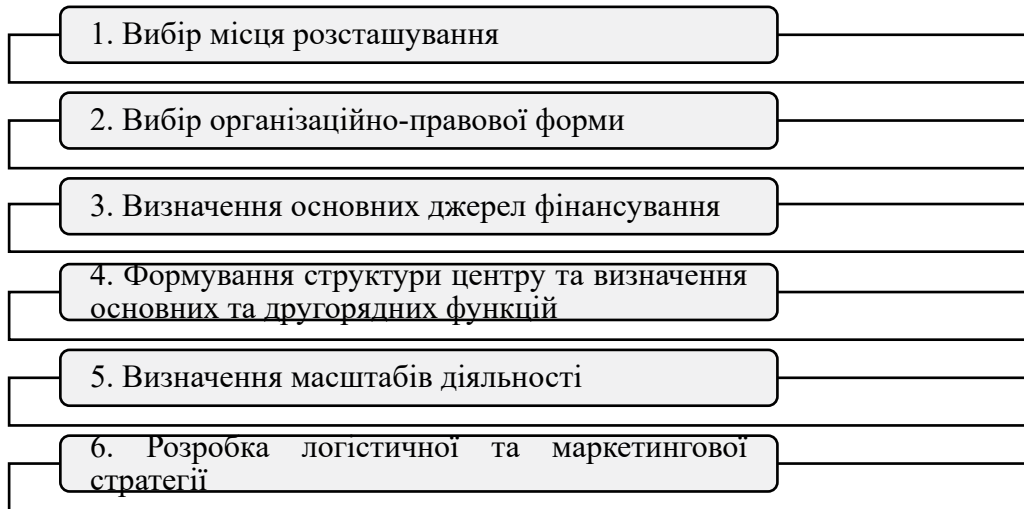 1. Вибір місця розсташування
2. Вибір організаційно-правової форми
3. Визначення основних джерел фінансування
4. Формування структури центру та визначення
основних та другорядних функцій
5. Визначення масштабів діяльності
6. Розробка логістичної та маркетингової
стратегії